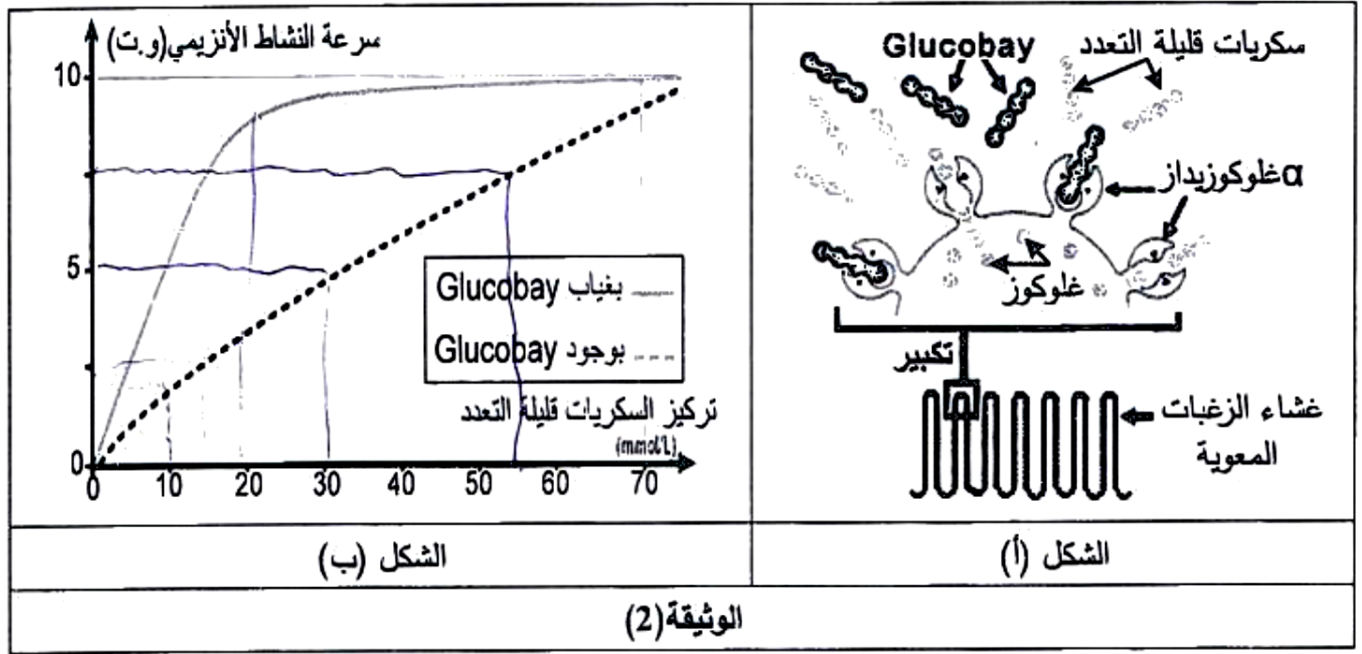 سكريات قليلة التعدد
Glucobay
αغلوكوزيداز
غلوكوز
تكبير
غشاء الزغبات
المعوية
الشكل (أ)
سرعة النشاط الأنزيمي(و.ت)
10
5
0
بغياب Glucobay
بوجود Glucobay
تركيز السكريات قليلة التعدد
(mmol/L)
0 10 20 30 40 50 60 70
الشكل (ب)
الوثيقة(2)